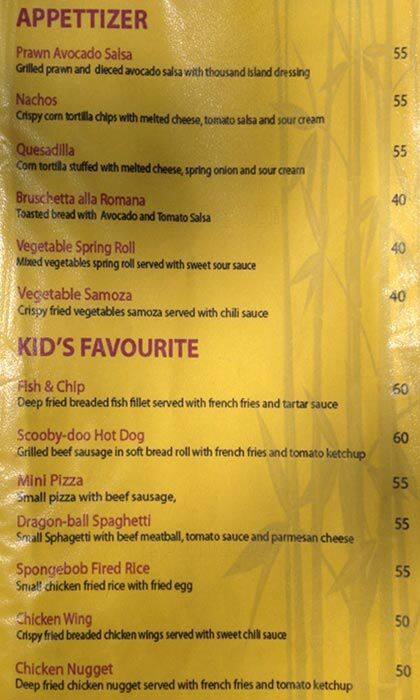 APPETTIZER
Prawn Avocado Salsa 55
Grilled prawn and dieced avocado salsa with thousand island dressing
Nachos 55
Crispy corn tortilla chips with melted cheese, tomato salsa and sour cream
Quesadilla 55
Corn tortilla stuffed with melted cheese, spring onion and sour cream
Bruschetta alla Romana 40
Toasted bread with Avocado and Tomato Salsa
Vegetable Spring Roll 40
Mixed vegetables spring roll served with sweet sour sauce
Vegetable Samoza 40
Crispy fried vegetables samoza served with chili sauce
KID'S FAVOURITE
Fish & Chip 60
Deep fried breaded fish fillet served with french fries and tartar sauce
Scooby-doo Hot Dog 60
Grilled beef sausage in soft bread roll with french fries and tomato ketchup
Mini Pizza 55
Small pizza with beef sausage,
Dragon-ball Spaghetti 55
Small Sphagetti with beef meatball, tomato sauce and parmesan cheese
Spongebob Fired Rice 55
Small chicken fried rice with fried egg
Chicken Wing 50
Crispy fried breaded chicken wings served with sweet chili sauce
Chicken Nugget 50
Deep fried chicken nugget served with french fries and tomato ketchup